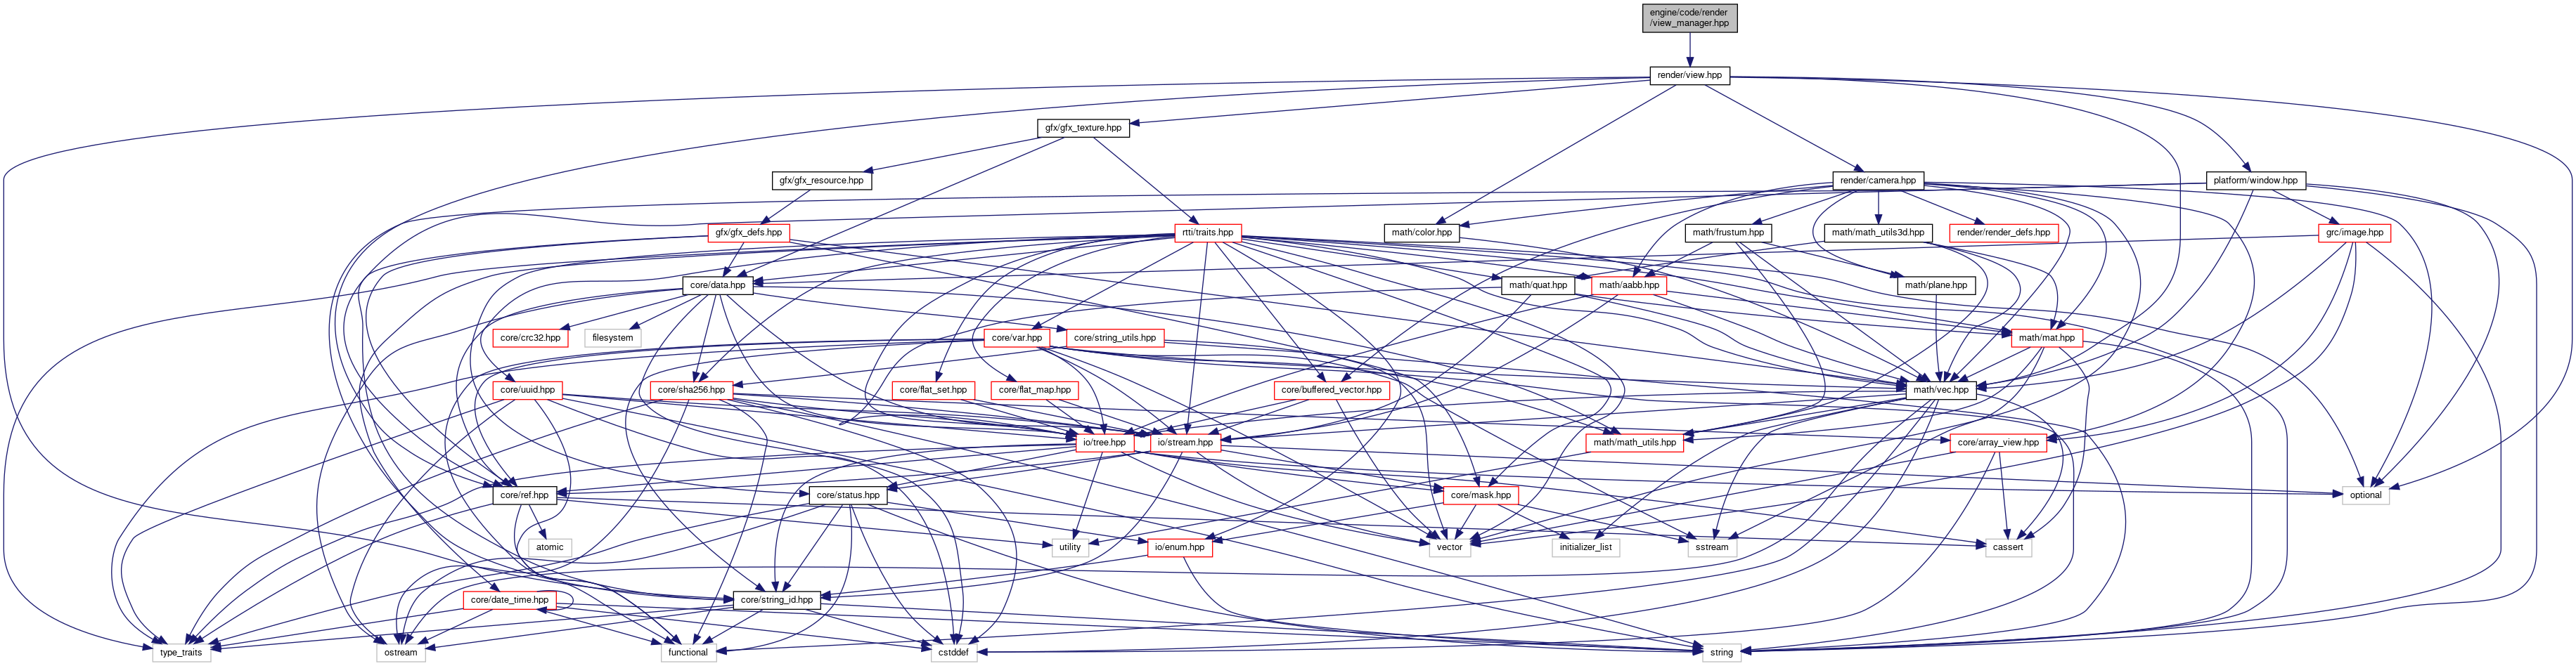 engine/code/render
/view_manager.hpp
render/view.hpp
gfx/gfx_texture.hpp
gfx/gfx_resource.hpp
render/camera.hpp
platform/window.hpp
gfx/gfx_defs.hpp
rtti/traits.hpp
math/color.hpp
math/frustum.hpp
math/math_utils3d.hpp
render/render_defs.hpp
grc/image.hpp
core/data.hpp
math/quat.hpp
math/aabb.hpp
math/plane.hpp
core/crc32.hpp
filesystem
core/var.hpp
core/string_utils.hpp
math/mat.hpp
core/uuid.hpp
core/sha256.hpp
core/flat_set.hpp
core/flat_map.hpp
core/buffered_vector.hpp
math/vec.hpp
io/tree.hpp
io/stream.hpp
math/math_utils.hpp
core/array_view.hpp
core/ref.hpp
core/status.hpp
core/mask.hpp
optional
atomic
utility
io/enum.hpp
vector
initializer_list
sstream
cassert
core/date_time.hpp
core/string_id.hpp
type_traits
ostream
functional
cstddef
string